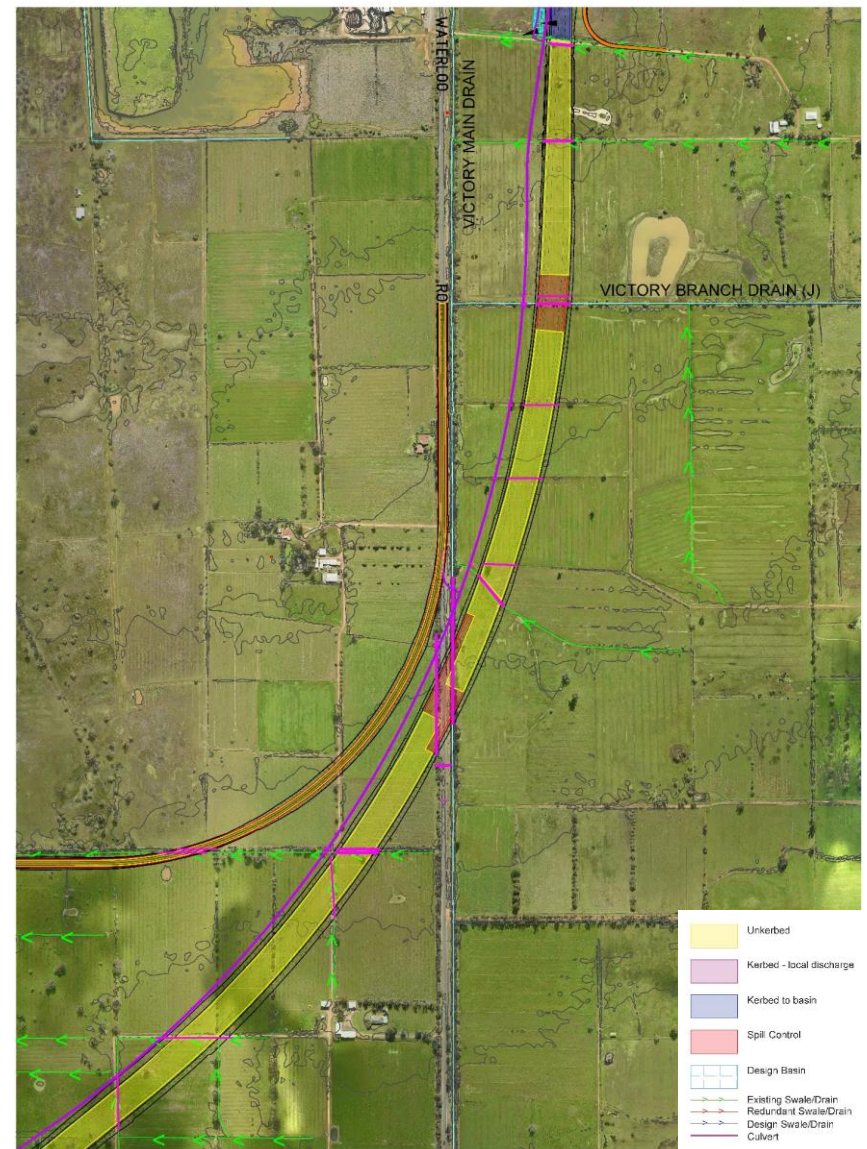 WATERLOO
RD
VICTORY MAIN DRAIN
VICTORY BRANCH DRAIN (J)
Unkerbed
Kerbed - local discharge
Kerbed to basin
Spill Control
Design Basin
Existing Swale/Drain
Redundant Swale/Drain
Design Swale/Drain
Culvert